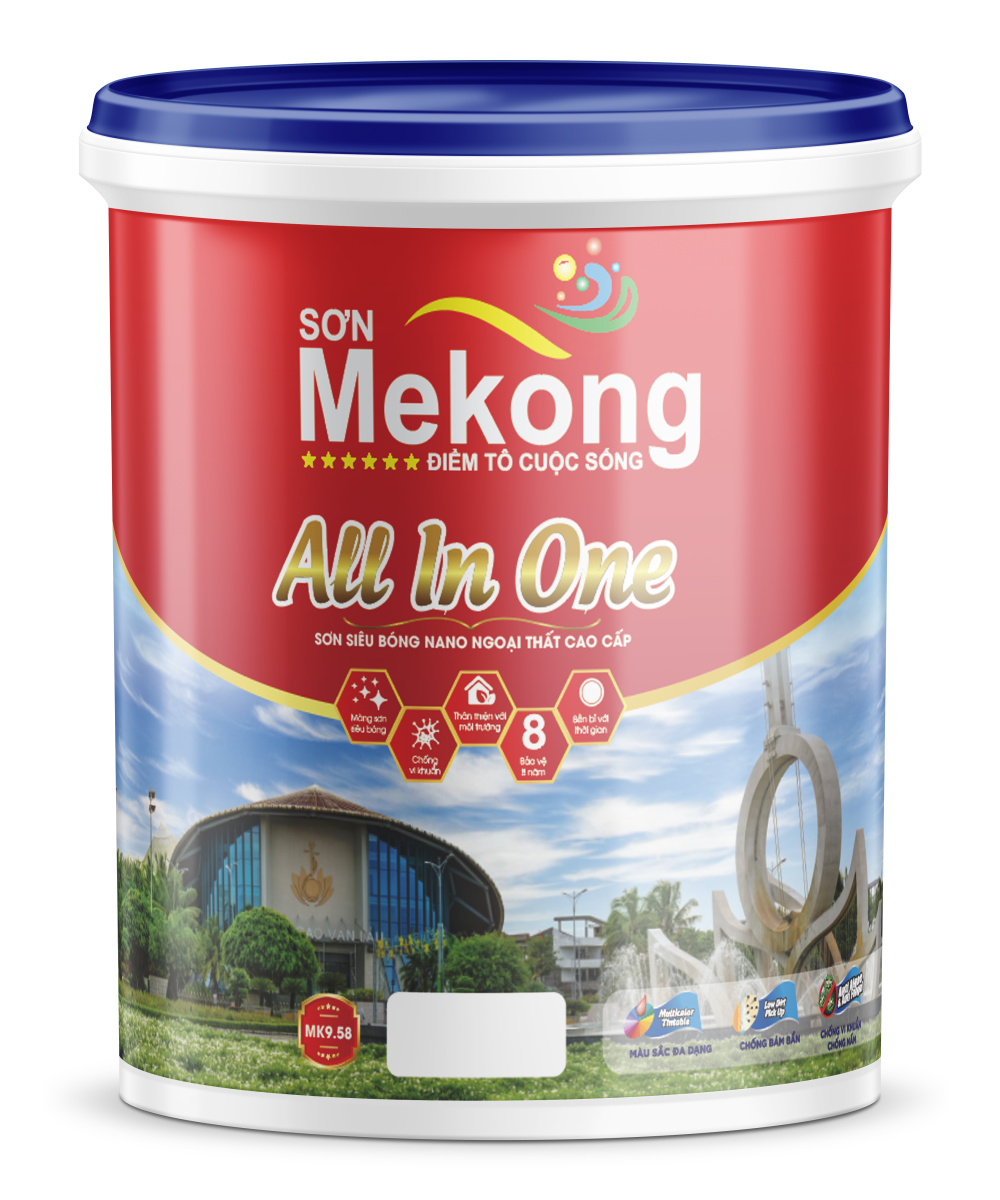 SƠN
Mekong
ĐIỂM TÔ CUỘC SỐNG
All In One
SƠN SIÊU BÓNG NANO NGOẠI THẤT CAO CẤP
Màng sơn
siêu bóng
Chống
vi khuẩn
Thân thiện với
môi trường
8
Bảo vệ
8 năm
Bền bỉ với
thời gian
MK9.58
Multicolor
Tintable
MÀU SẮC ĐA DẠNG
Low Dirt
Pick Up
CHỐNG BÁM BẨN
CHỐNG VI KHUẨN
CHỐNG NẤM